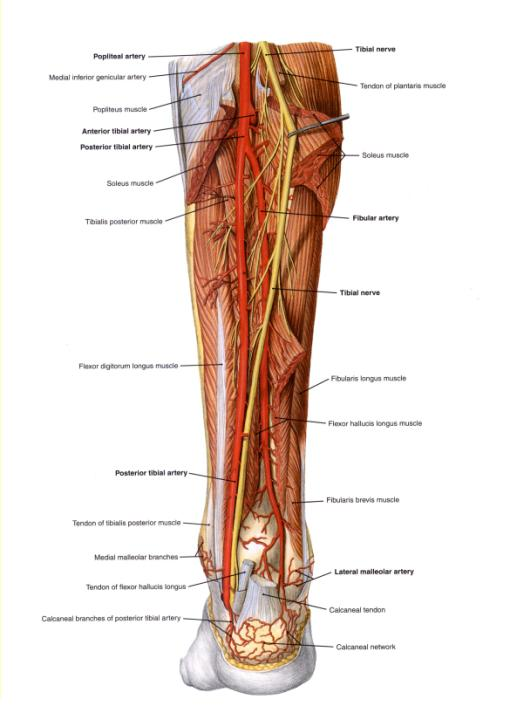 Popliteal artery
Tibial nerve
Medial inferior genicular artery
Tendon of plantaris muscle
Popliteus muscle
Anterior tibial artery
Posterior tibial artery
Soleus muscle
Soleus muscle
Tibialis posterior muscle
Fibular artery
Tibial nerve
Flexor digitorum longus muscle
Fibularis longus muscle
Flexor hallucis longus muscle
Posterior tibial artery
Fibularis brevis muscle
Tendon of tibialis posterior muscle
Medial malleolar branches
Lateral malleolar artery
Tendon of flexor hallucis longus
Calcaneal tendon
Calcaneal branches of posterior tibial artery
Calcaneal network